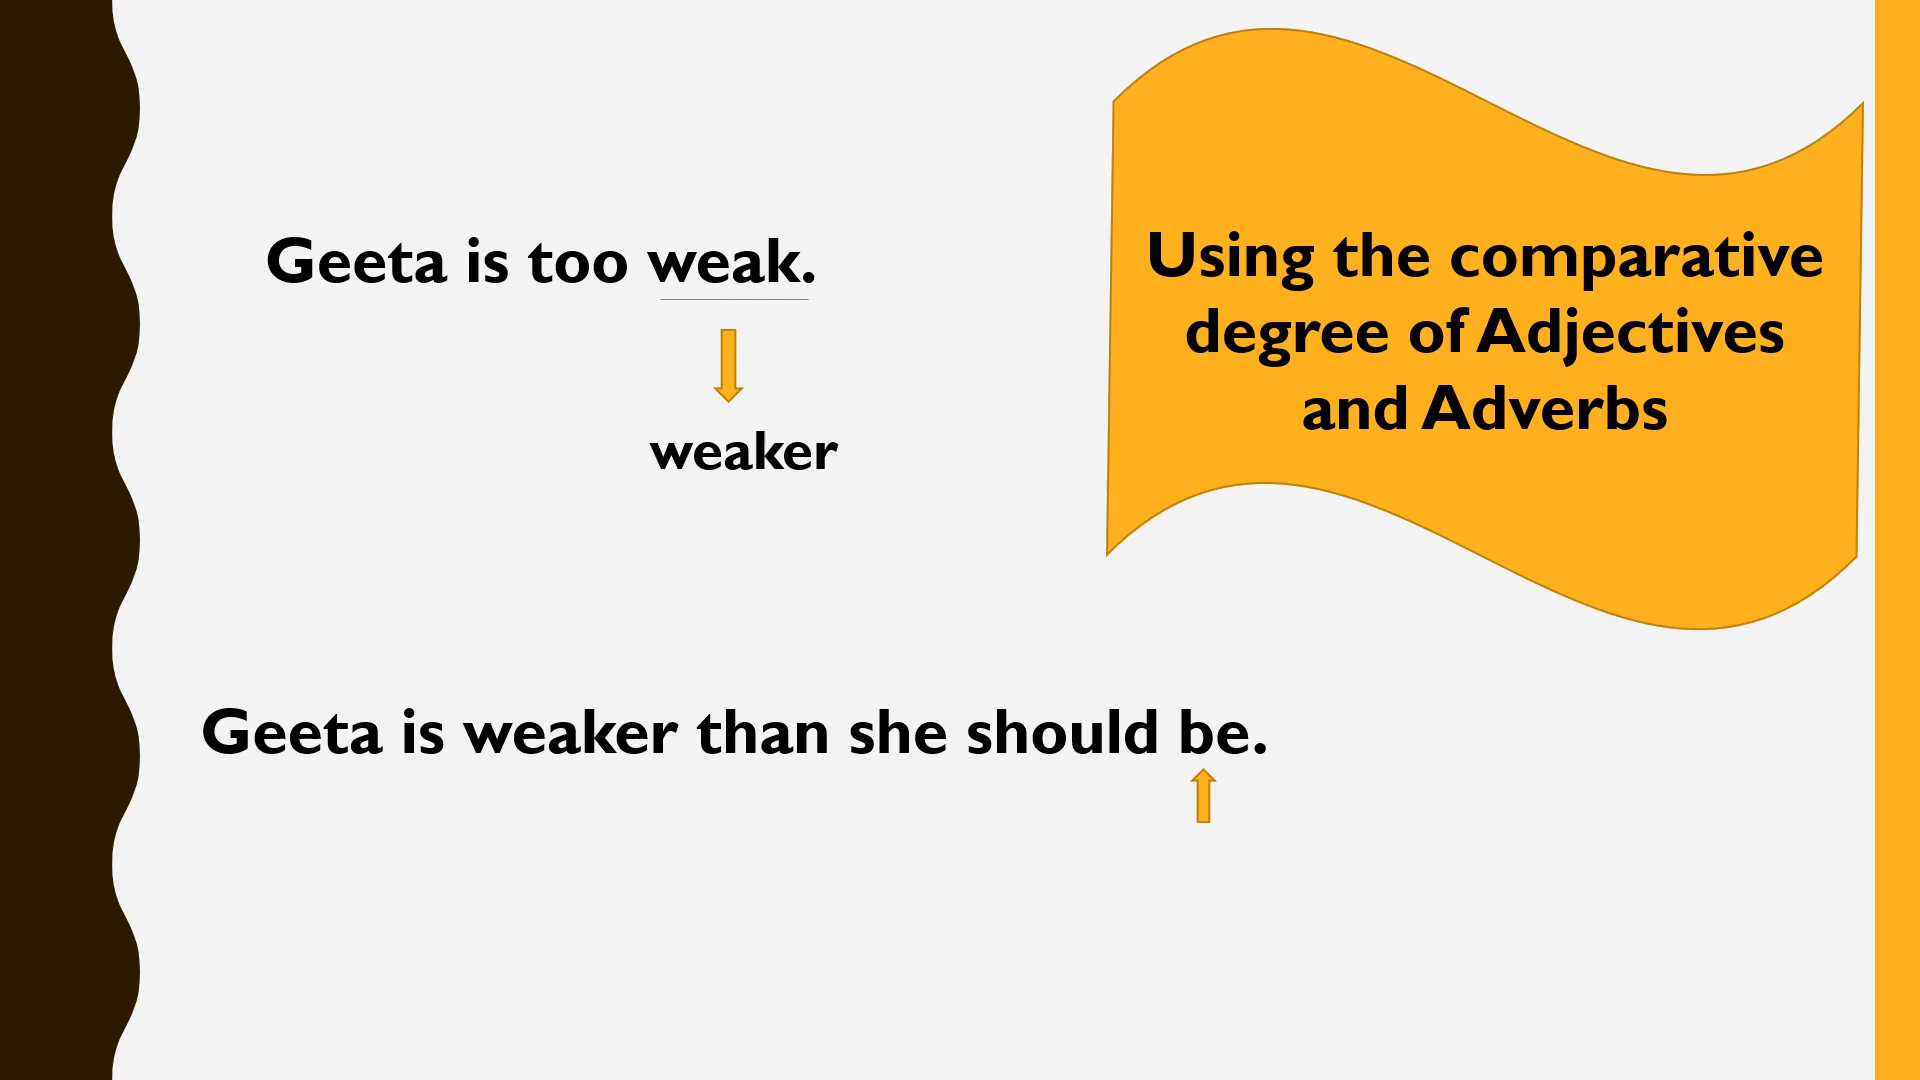 Geeta is too weak.
weaker
Using the comparative
degree of Adjectives
and Adverbs
Geeta is weaker than she should be.